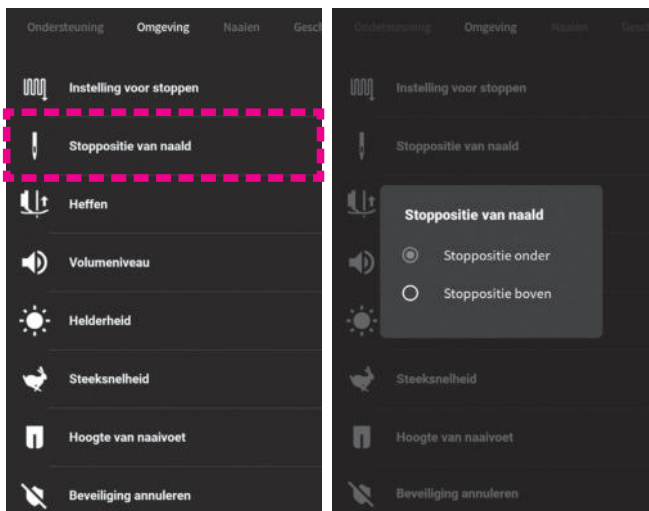 Ondersteuning Omgeving Naaien Gesch
Instelling voor stoppen
Stoppositie van naald
Heffen
Volumeniveau
Helderheid
Steeksnelheid
Hoogte van naaivoet
Beveiliging annuleren
Ondersteuning Omgeving Naaien Gesch
Instelling voor stoppen
Stoppositie van naald
Stoppositie van naald
Stoppositie onder
Stoppositie boven
Steeksnelheid
Hoogte van naaivoet
Beveiliging annuleren